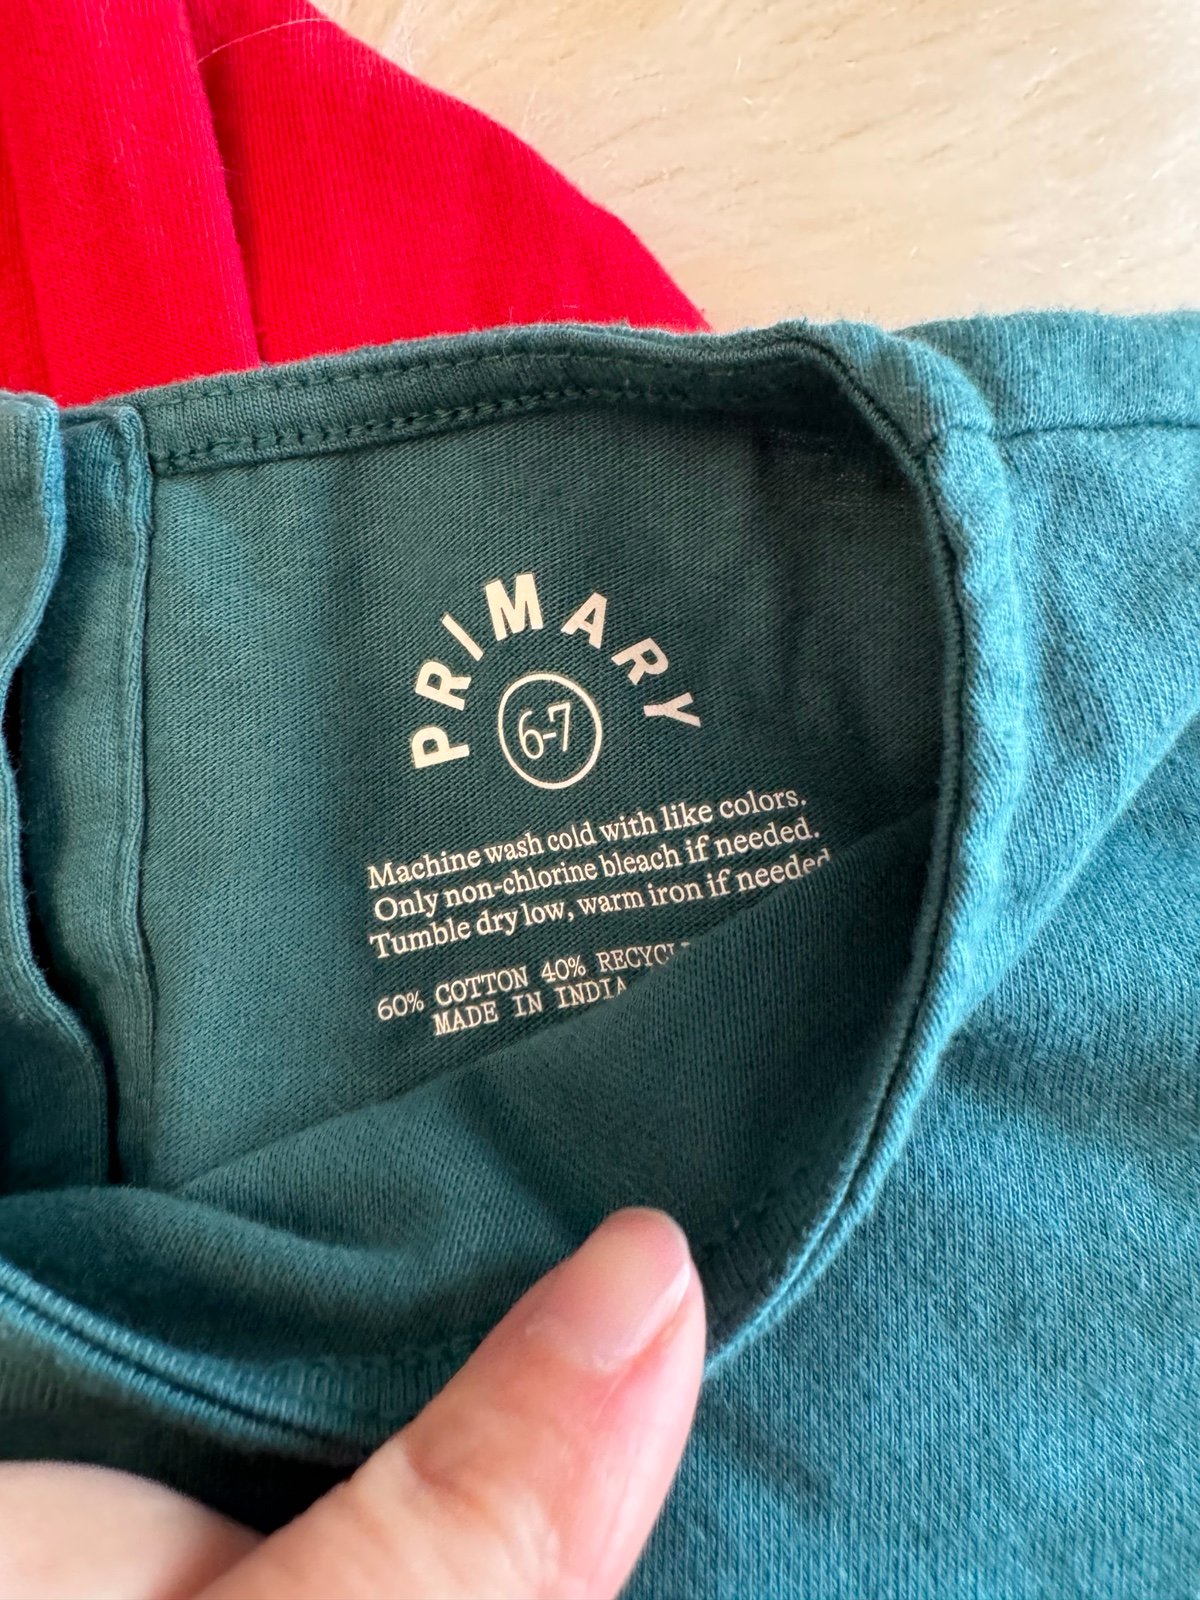 PRIMARY
6-7
Machine wash cold with like colors.
Only non-chlorine bleach if needed.
Tumble dry low, warm iron if needed
60% COTTON 40%
MADE IN INDIA